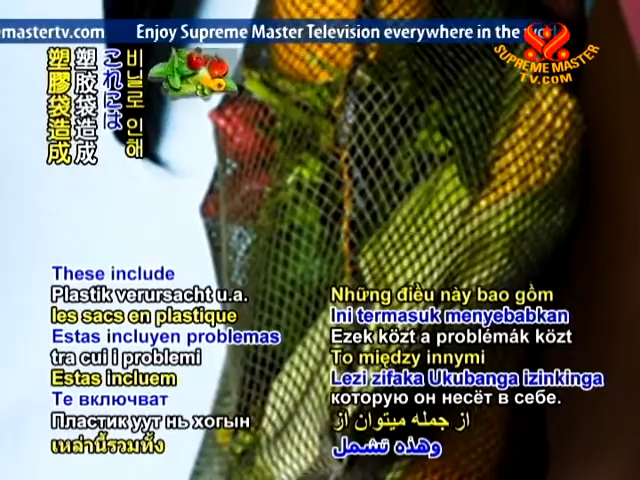 mastertv.com Enjoy Supreme Master Television everywhere in the world
SUPREME MASTER
TV.COM
塑膠袋造成
塑胶袋造成
これには
비닐로 인해
These include
Plastik verursacht u.a.
les sacs en plastique
Estas incluyen problemas
tra cui i problemi
Estas incluem
Те включват
Пластик уут нь хогын
เหล่านี้รวมทั้ง
Những điều này bao gồm
Ini termasuk menyebabkan
Ezek közt a problémák közt
To między innymi
Lezi zifaka Ukubanga izinkinga
которую он несёт в себе.
از جمله میتوان از
وهذه تشمل